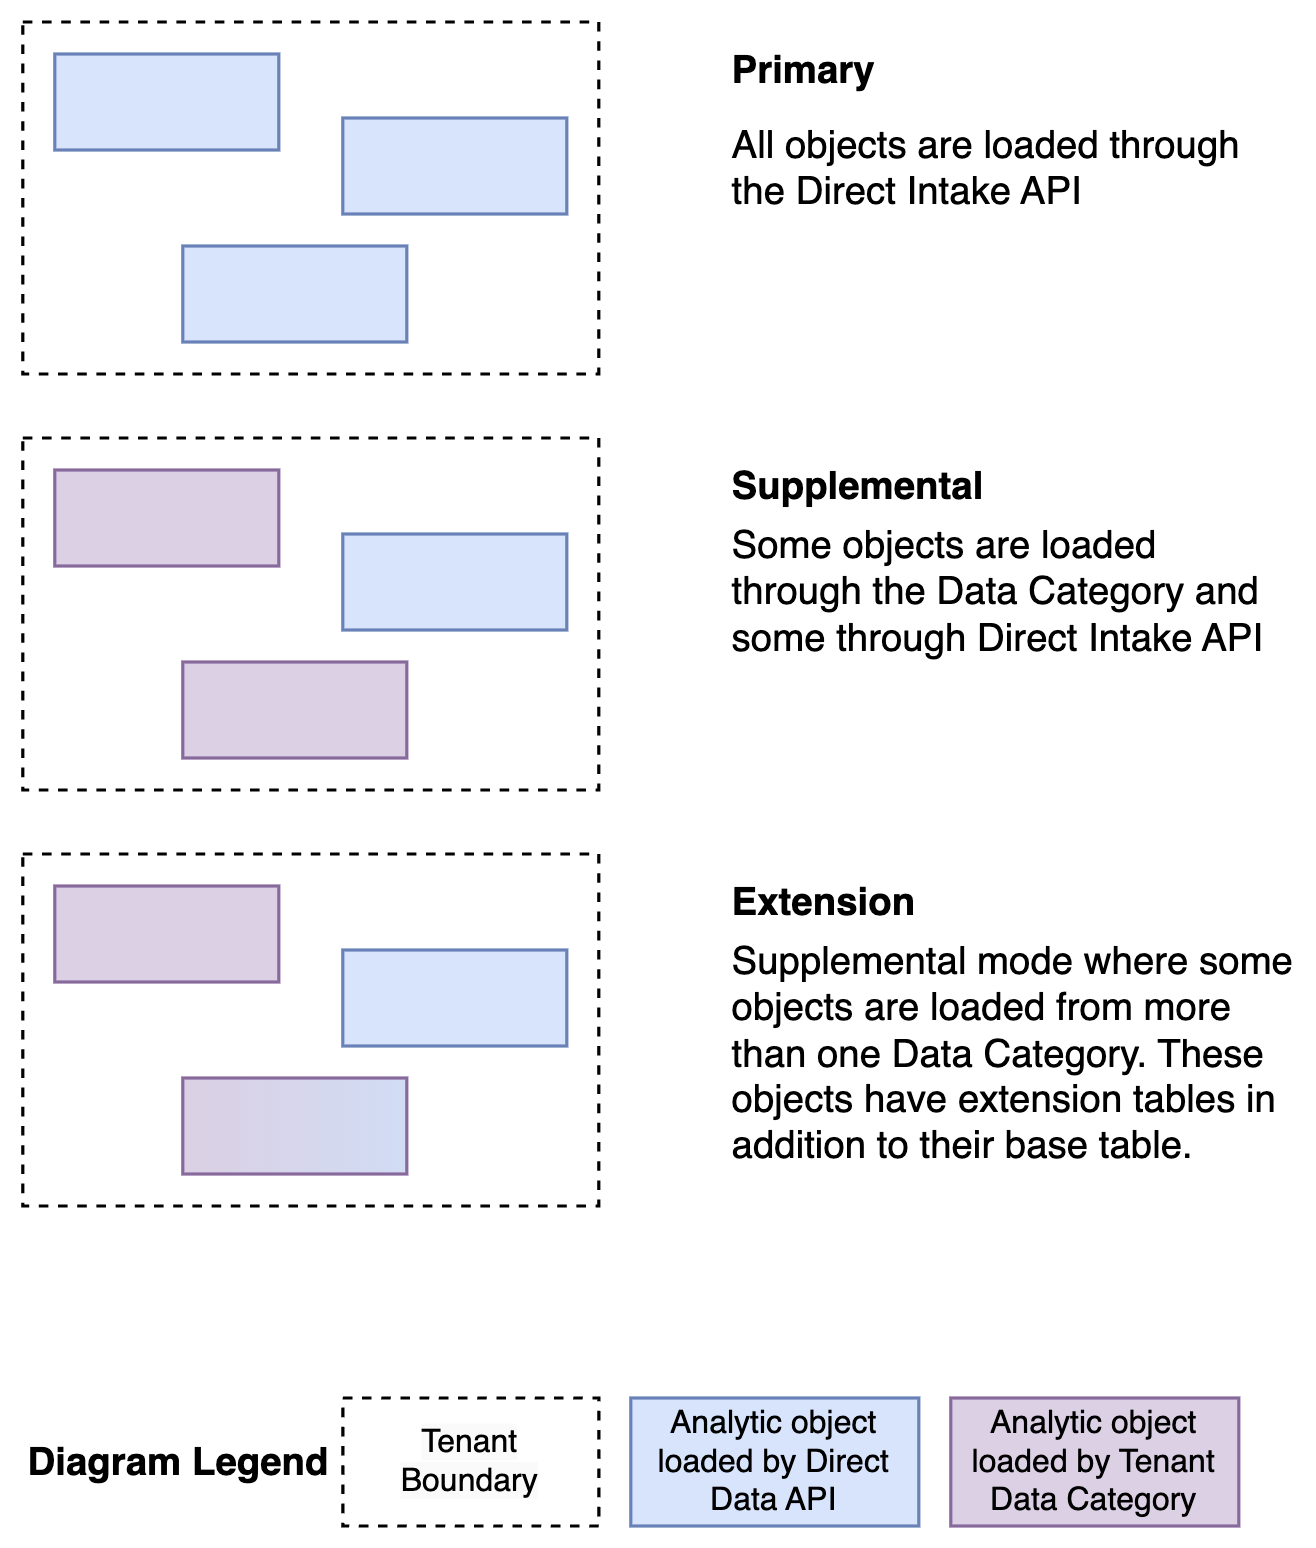 Primary
All objects are loaded through
the Direct Intake API
Supplemental
Some objects are loaded
through the Data Category and
some through Direct Intake API
Extension
Supplemental mode where some
objects are loaded from more
than one Data Category. These
objects have extension tables in
addition to their base table.
Diagram Legend
Tenant
Boundary
Analytic object
loaded by Direct
Data API
Analytic object
loaded by Tenant
Data Category